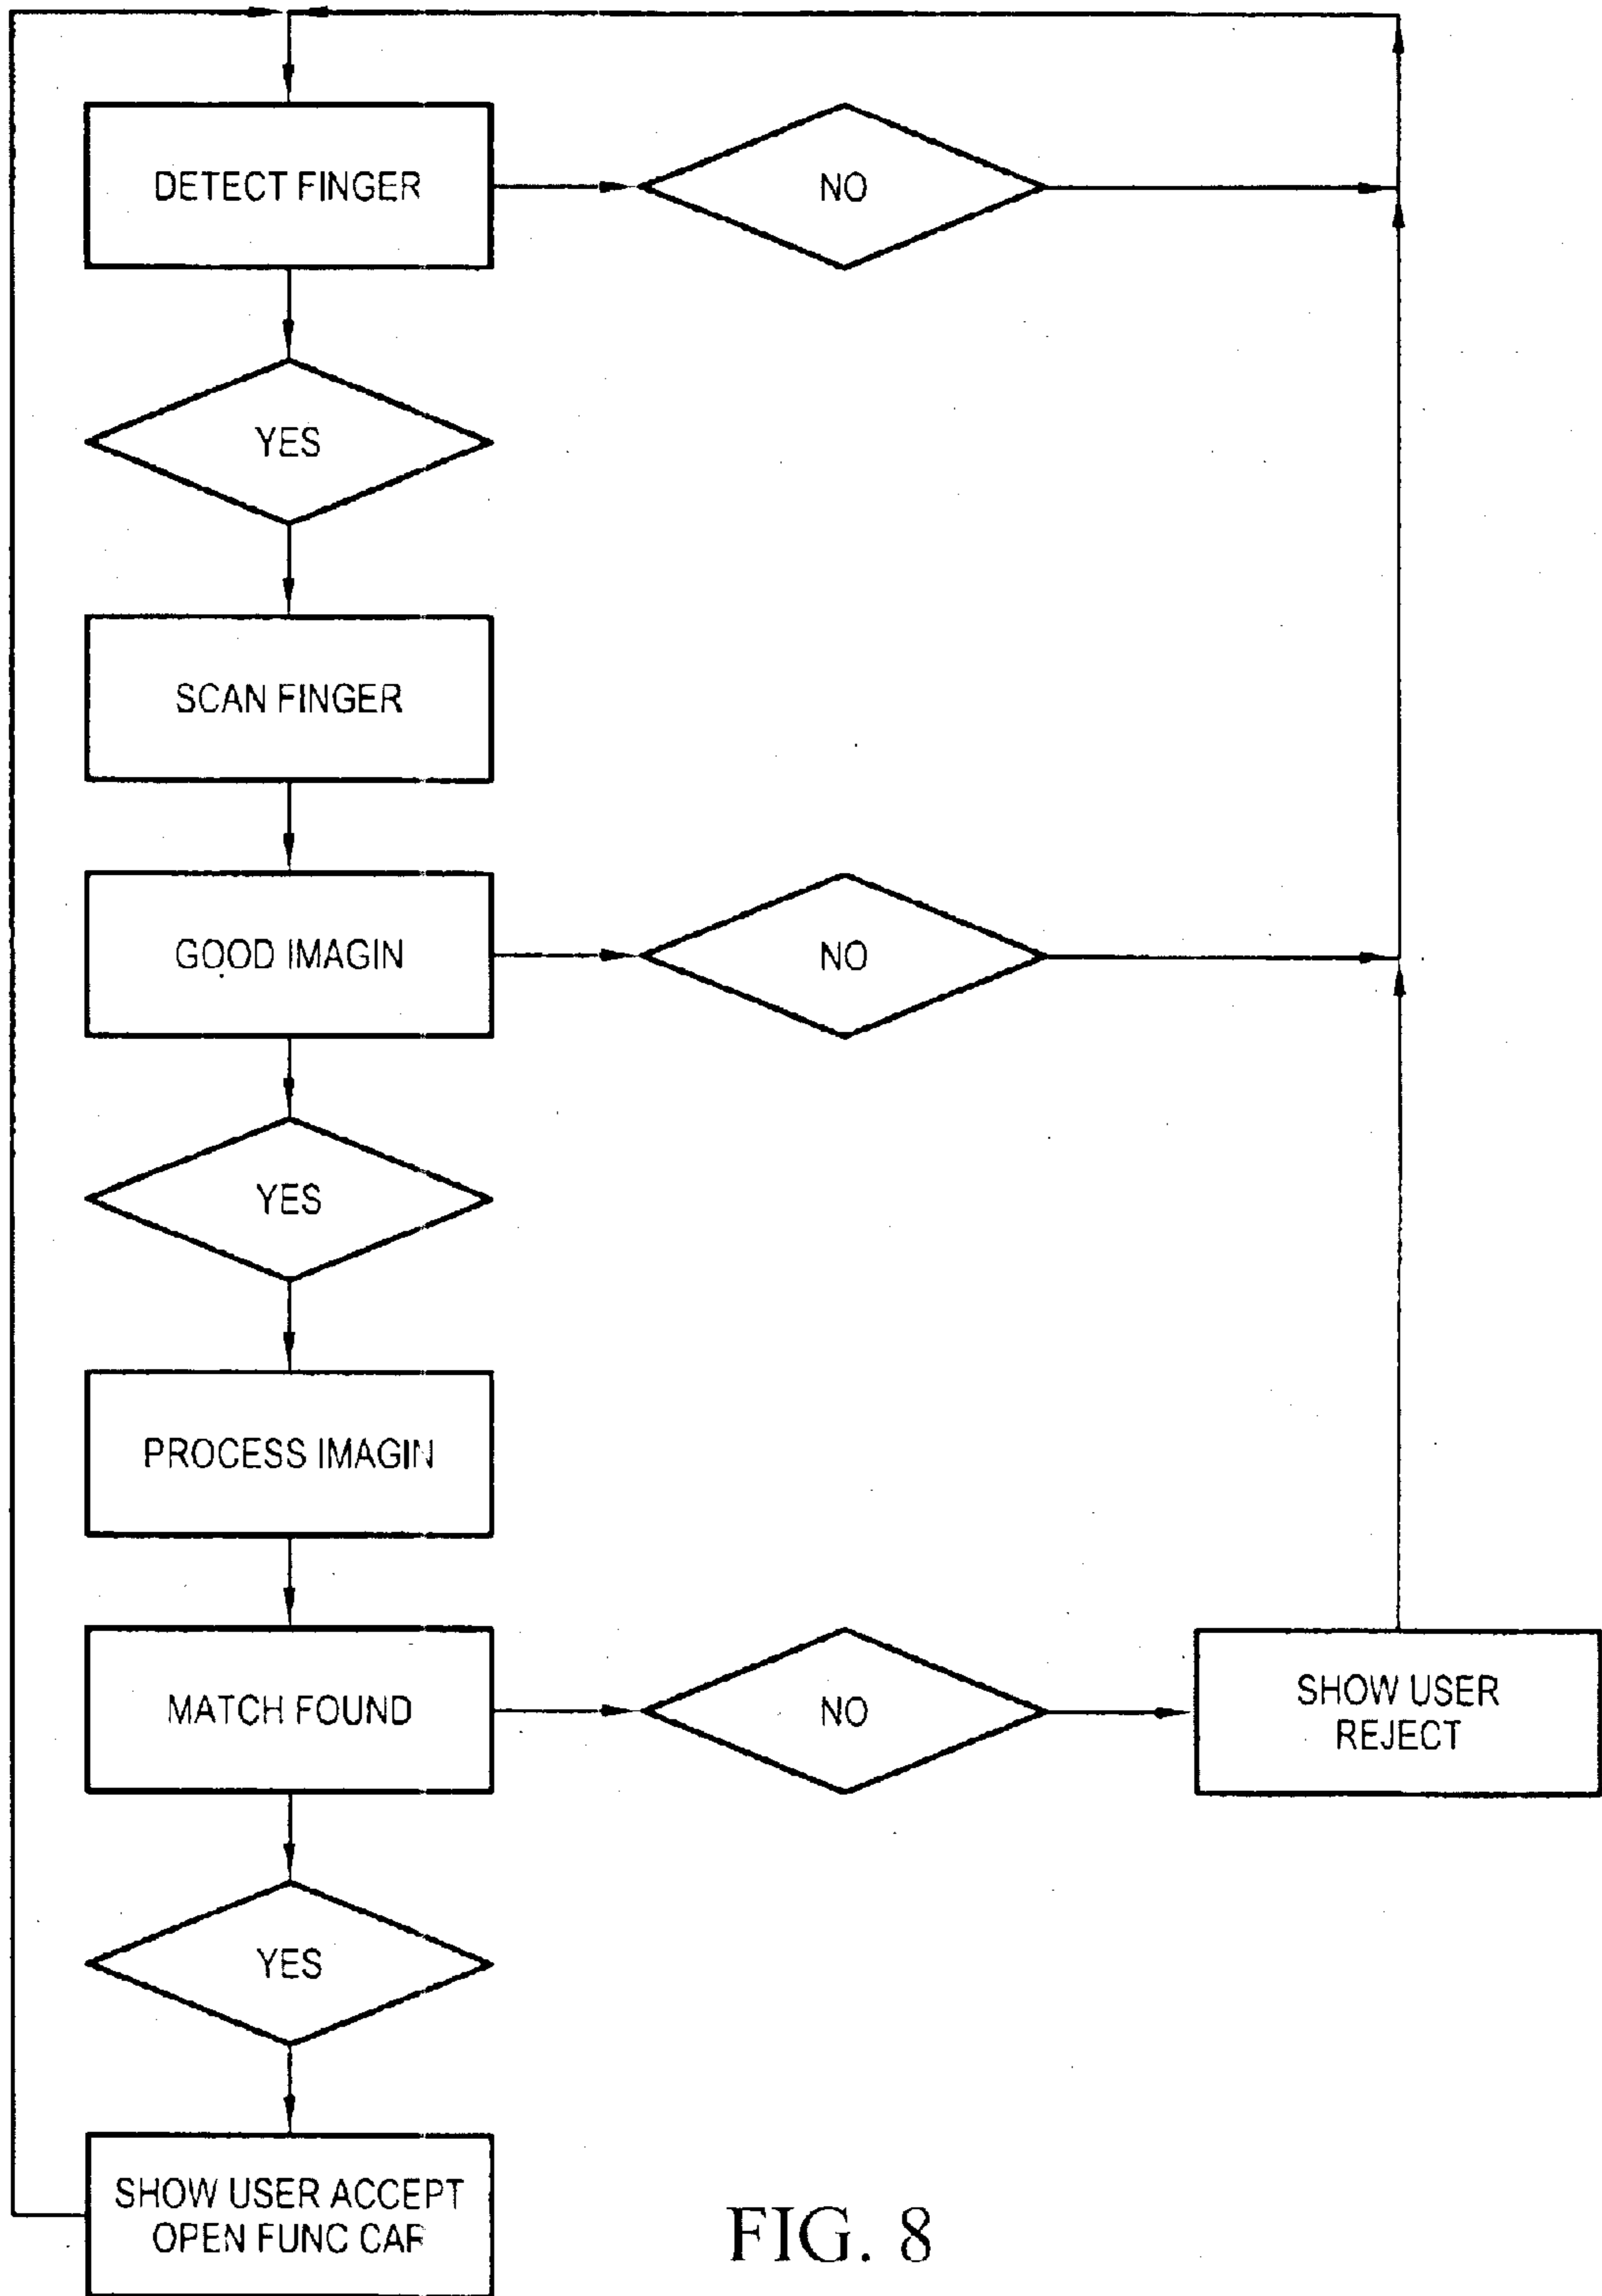 DETECT FINGER
NO
YES
SCAN FINGER
GOOD IMAGIN
NO
YES
PROCESS IMAGIN
MATCH FOUND
NO
SHOW USER
REJECT
YES
SHOW USER ACCEPT
OPEN FUNC CAR
FIG. 8